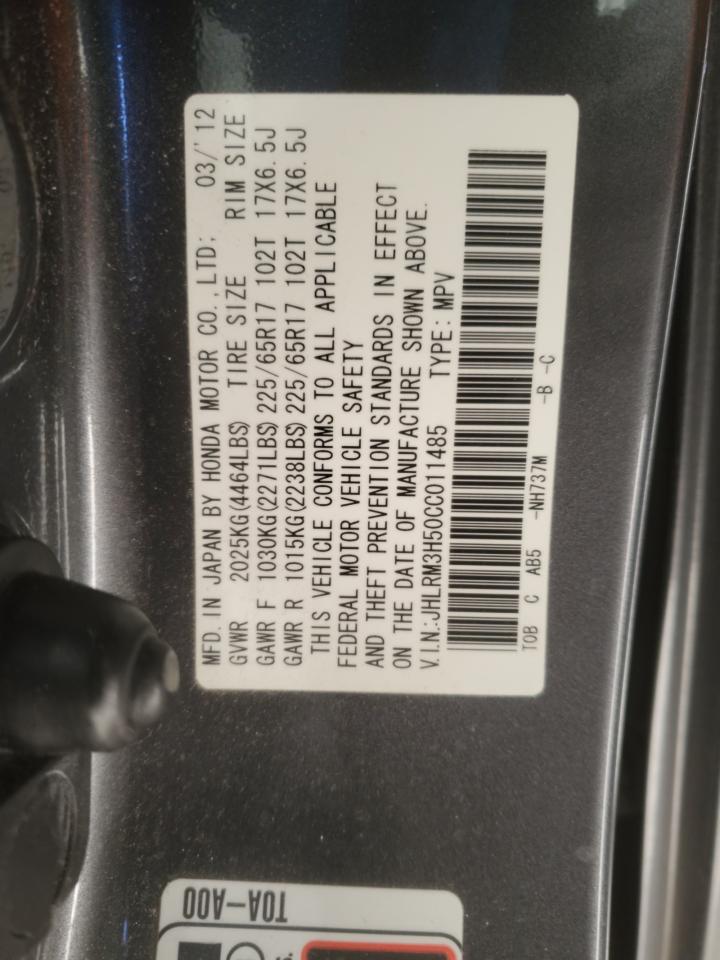 MFD. IN JAPAN BY HONDA MOTOR CO., LTD; 03/'12
GVWR 2025KG(4464LBS) TIRE SIZE RIM SIZE
GAWR F 1030KG(2271LBS) 225/65R17 102T 17X6. 5J
GAWR R 1015KG(2238LBS) 225/65R17 102T 17X6. 5J
THIS VEHICLE CONFORMS TO ALL APPLICABLE
FEDERAL MOTOR VEHICLE SAFETY
AND THEFT PREVENTION STANDARDS IN EFFECT
ON THE DATE OF MANUFACTURE SHOWN ABOVE.
V.I.N.:JHLRM3H50CC011485 TYPE: MPV
T0B C AB5 -NH737M -B -C
T0A-A00